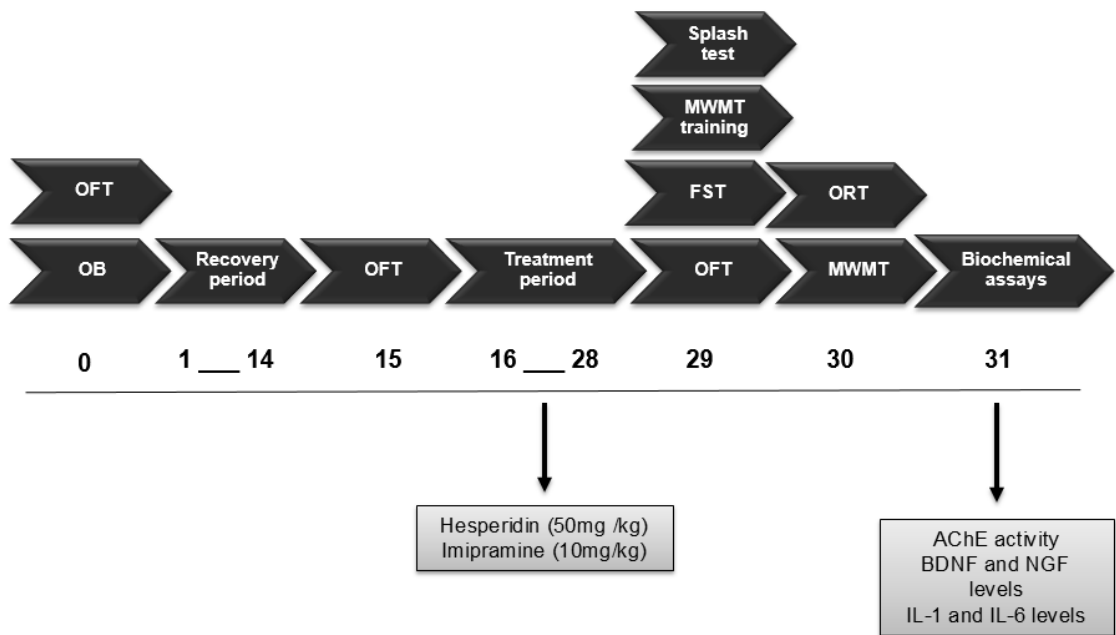 Splash
test
MWMT
training
OFT
FST
ORT
OB
Recovery
period
OFT
Treatment
period
OFT
MWMT
Biochemical
assays
0
1 ___ 14
15
16 ___ 28
29
30
31
Hesperidin (50mg /kg)
Imipramine (10mg/kg)
AChE activity
BDNF and NGF
levels
IL-1 and IL-6 levels